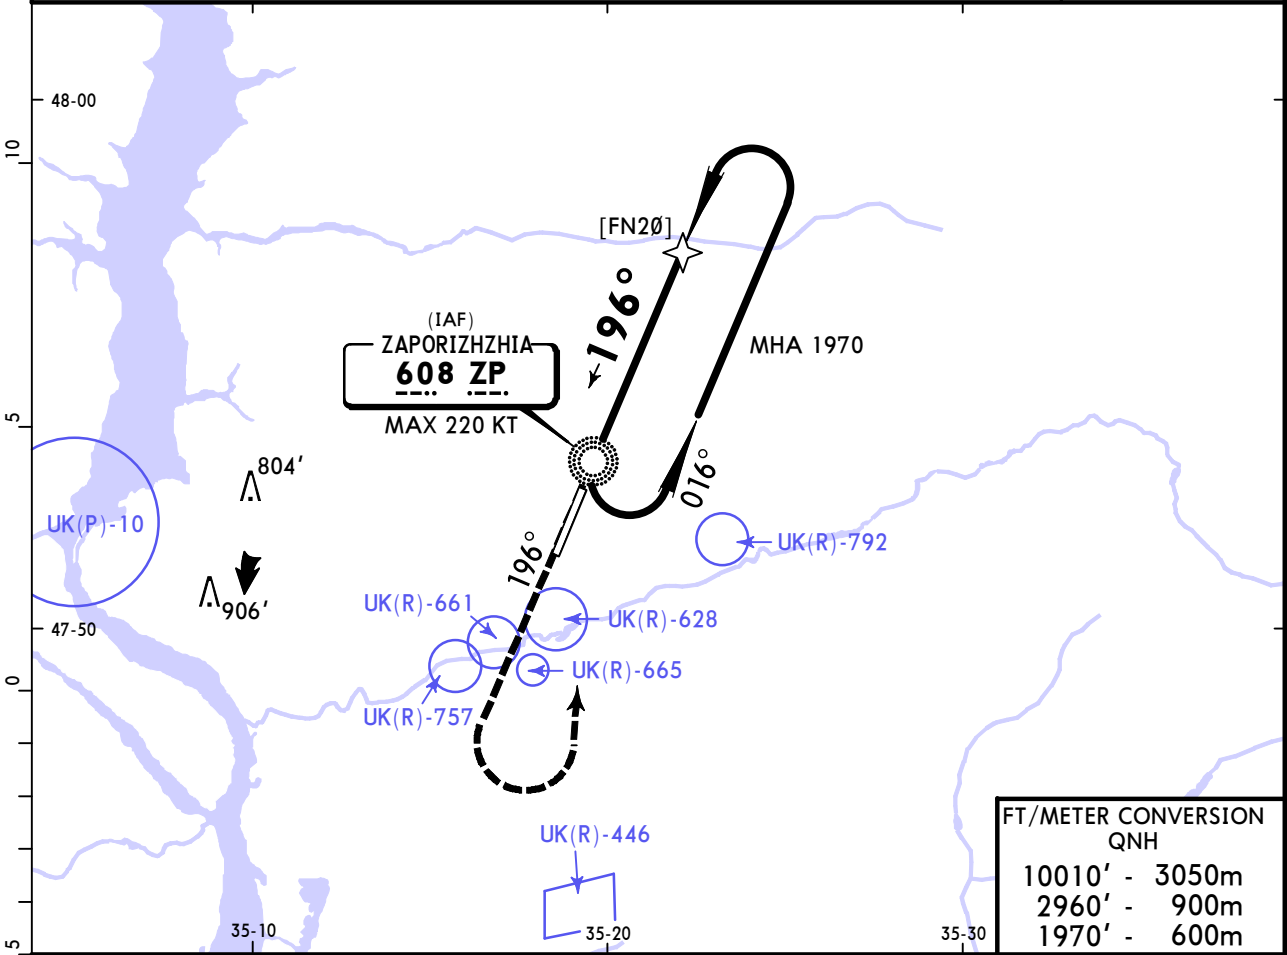 48-00
10
[FN2Ø]
196°
(IAF)
ZAPORIZHZHIA
608 ZP
MAX 220 KT
MHA 1970
5
804'
016°
UK(P)-10
UK(R)-792
196°
906'
UK(R)-661
UK(R)-628
47-50
UK(R)-665
0
UK(R)-757
UK(R)-446
FT/METER CONVERSION
QNH
10010' - 3050m
2960' - 900m
1970' - 600m
35-10
35-20
35-30
5